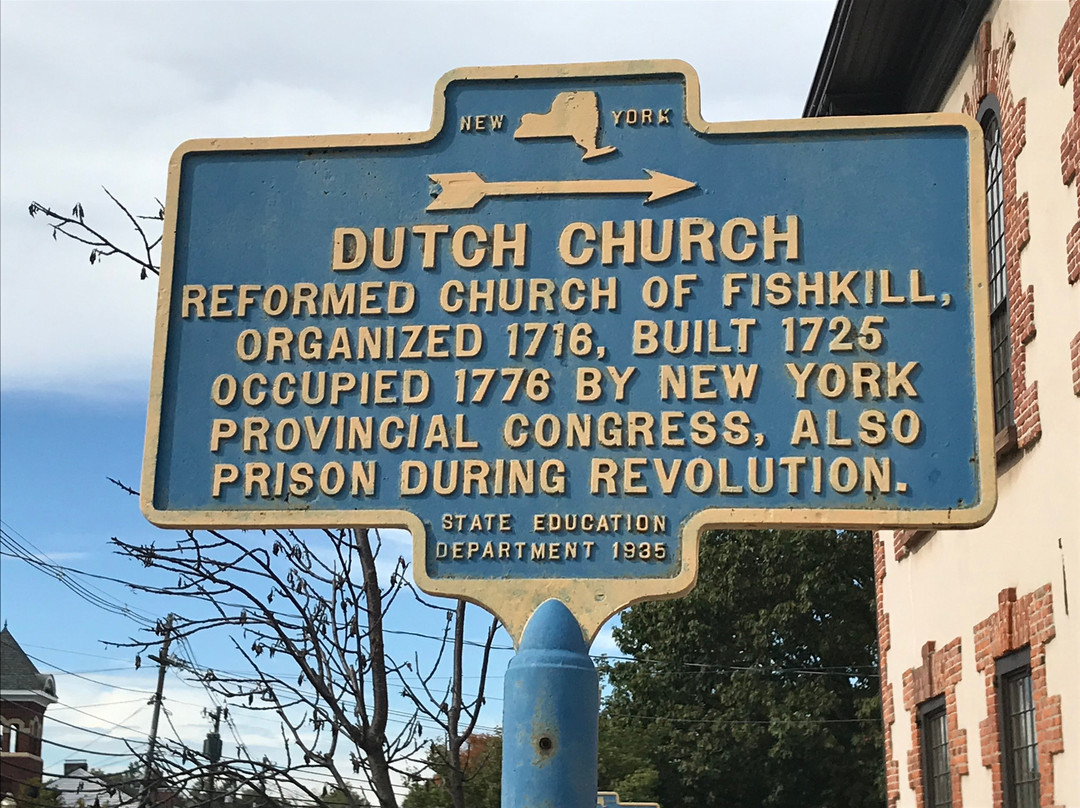 NEW YORK
DUTCH CHURCH
REFORMED CHURCH OF FISHKILL,
ORGANIZED 1716, BUILT 1725
OCCUPIED 1776 BY NEW YORK
PROVINCIAL CONGRESS, ALSO
PRISON DURING REVOLUTION.
STATE EDUCATION
DEPARTMENT 1935